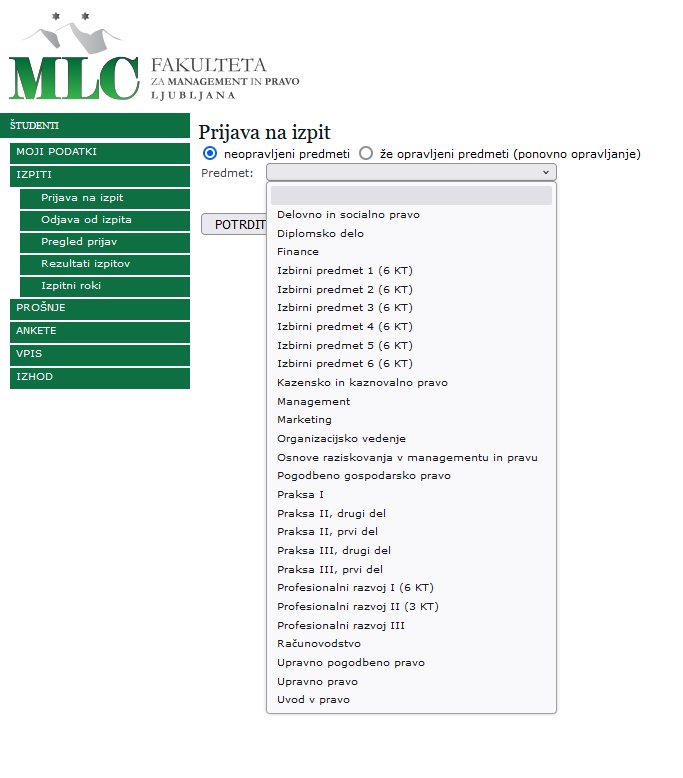 MLC
FAKULTETA
ZA MANAGEMENT IN PRAVO
LJUBLJANA
ŠTUDENTI
MOJI PODATKI
IZPITI
Prijava na izpit
Odjava od izpita
Pregled prijav
Rezultati izpitov
Izpitni roki
PROŠNJE
ANKETE
VPIS
IZHOD
Prijava na izpit
neopravljeni predmeti že opravljeni predmeti (ponovno opravljanje)
Predmet:
POTRDIT
Delovno in socialno pravo
Diplomsko delo
Finance
Izbirni predmet 1 (6 KT)
Izbirni predmet 2 (6 KT)
Izbirni predmet 3 (6 KT)
Izbirni predmet 4 (6 KT)
Izbirni predmet 5 (6 KT)
Izbirni predmet 6 (6 KT)
Kazensko in kaznovalno pravo
Management
Marketing
Organizacijsko vedenje
Osnove raziskovanja v managementu in pravu
Pogodbeno gospodarsko pravo
Praksa I
Praksa II, drugi del
Praksa II, prvi del
Praksa III, drugi del
Praksa III, prvi del
Profesionalni razvoj I (6 KT)
Profesionalni razvoj II (3 KT)
Profesionalni razvoj III
Računovodstvo
Upravno pogodbeno pravo
Upravno pravo
Uvod v pravo